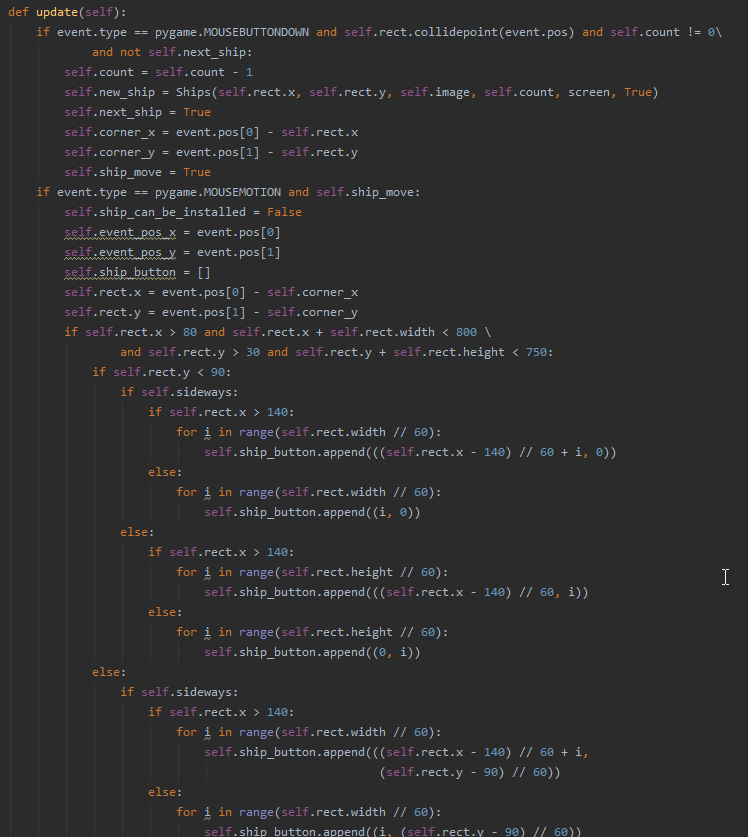 def update(self):
    if event.type == pygame.MOUSEBUTTONDOWN and self.rect.collidepoint(event.pos) and self.count != 0\
            and not self.next_ship:
        self.count = self.count - 1
        self.new_ship = Ships(self.rect.x, self.rect.y, self.image, self.count, screen, True)
        self.next_ship = True
        self.corner_x = event.pos[0] - self.rect.x
        self.corner_y = event.pos[1] - self.rect.y
        self.ship_move = True
    if event.type == pygame.MOUSEMOTION and self.ship_move:
        self.ship_can_be_installed = False
        self.event_pos_x = event.pos[0]
        self.event_pos_y = event.pos[1]
        self.ship_button = []
        self.rect.x = event.pos[0] - self.corner_x
        self.rect.y = event.pos[1] - self.corner_y
        if self.rect.x > 80 and self.rect.x + self.rect.width < 800 \
                and self.rect.y > 30 and self.rect.y + self.rect.height < 750:
            if self.rect.y < 90:
                if self.sideways:
                    if self.rect.x > 140:
                        for i in range(self.rect.width // 60):
                            self.ship_button.append(((self.rect.x - 140) // 60 + i, 0))
                    else:
                        for i in range(self.rect.width // 60):
                            self.ship_button.append((i, 0))
                else:
                    if self.rect.x > 140:
                        for i in range(self.rect.height // 60):
                            self.ship_button.append(((self.rect.x - 140) // 60, i))
                    else:
                        for i in range(self.rect.height // 60):
                            self.ship_button.append((0, i))
            else:
                if self.sideways:
                    if self.rect.x > 140:
                        for i in range(self.rect.width // 60):
                            self.ship_button.append(((self.rect.x - 140) // 60 + i,
                                                     (self.rect.y - 90) // 60))
                    else:
                        for i in range(self.rect.width // 60):
                            self.ship_button.append((i, (self.rect.y - 90) // 60))